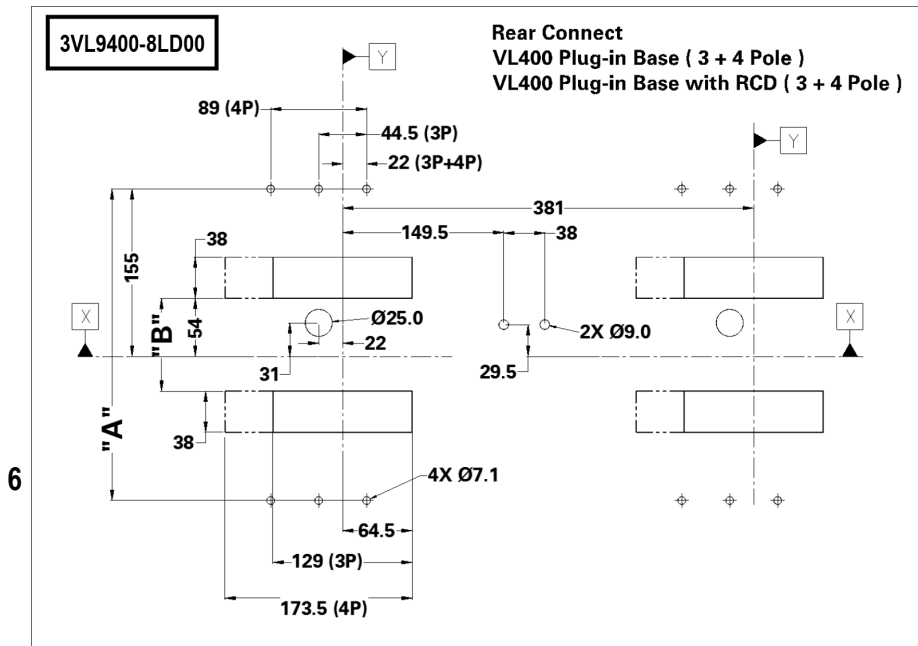 3VL9400-8LD00
Rear Connect
VL400 Plug-in Base ( 3 + 4 Pole )
VL400 Plug-in Base with RCD ( 3 + 4 Pole )
Y
89 (4P)
44.5 (3P)
22 (3P+4P)
Y
381
149.5
38
38
155
X
"B"
54
Ø25.0
22
31
2X Ø9.0
29.5
X
"A"
38
6
4X Ø7.1
64.5
129 (3P)
173.5 (4P)